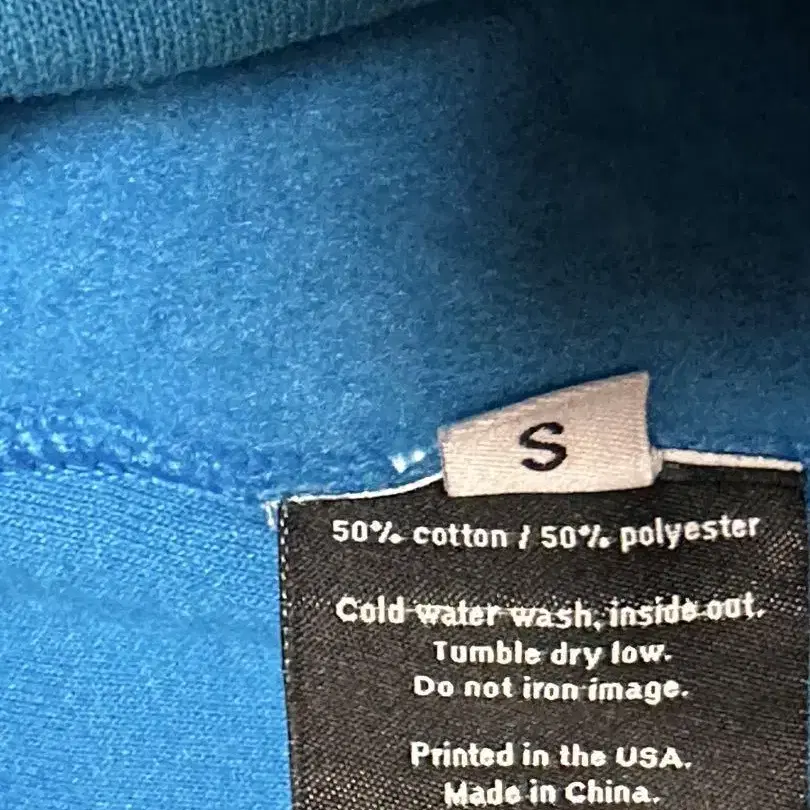 S
50% cotton / 50% polyester
Cold water wash, inside out.
Tumble dry low.
Do not iron image.
Printed in the USA.
Made in China.